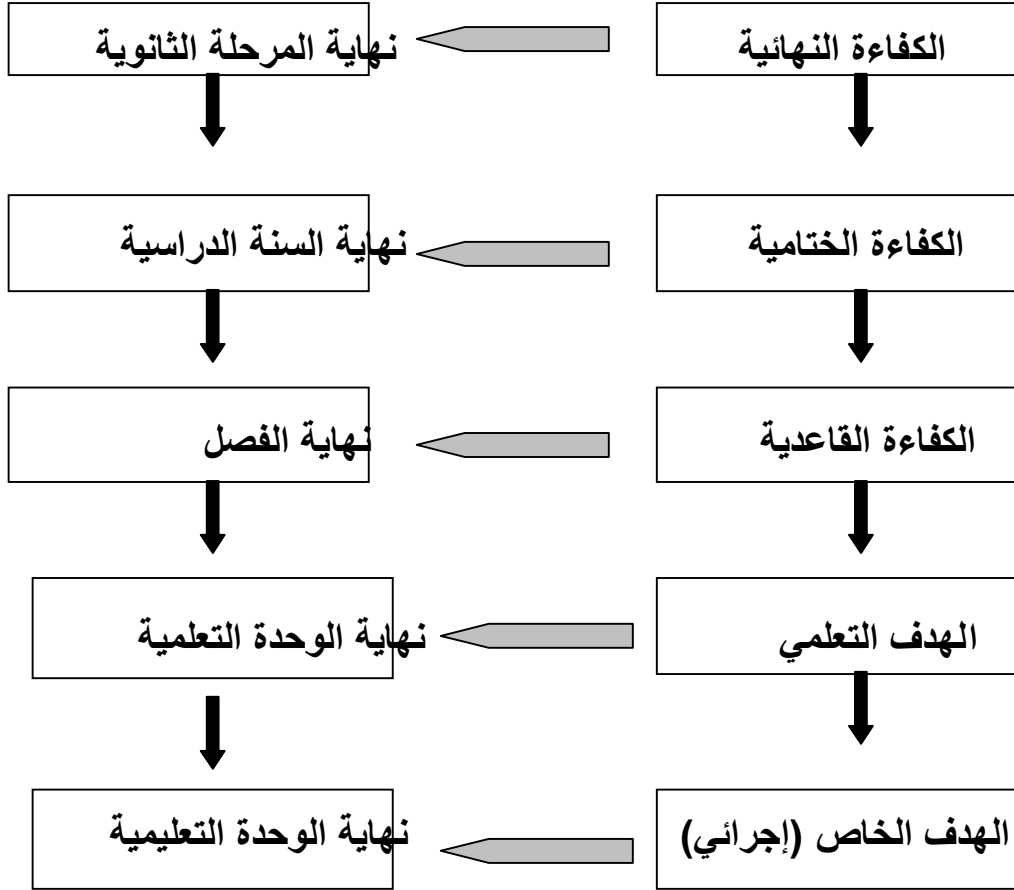 الكفاءة النهائية
نهاية المرحلة الثانوية
الكفاءة الختامية
نهاية السنة الدراسية
الكفاءة القاعدية
نهاية الفصل
الهدف التعلمي
نهاية الوحدة التعلمية
الهدف الخاص (إجرائي)
نهاية الوحدة التعليمية